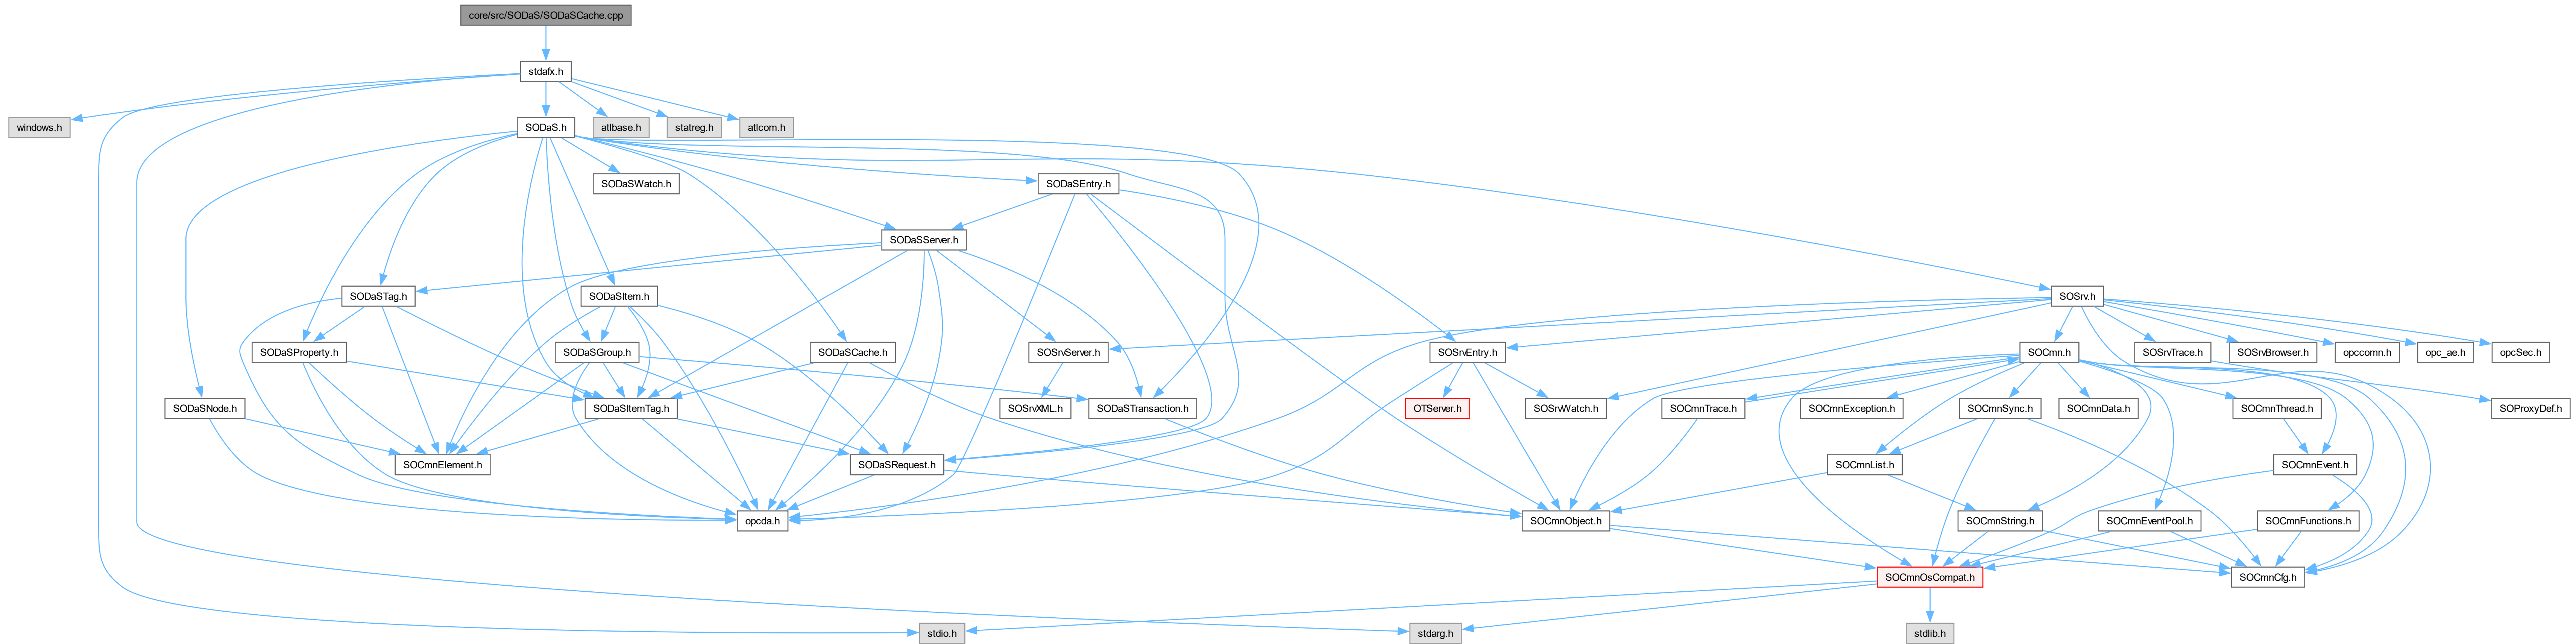 core/src/SODaS/SODaSCache.cpp
stdafx.h
windows.h
SODaS.h
atlbase.h
statreg.h
atlcom.h
SODaSWatch.h
SODaSEntry.h
SODaSServer.h
SODaSTag.h
SODaSItem.h
SOSrv.h
SODaSProperty.h
SODaSGroup.h
SODaSCache.h
SOSrvServer.h
SOSrvEntry.h
SOCmn.h
SOSrvTrace.h
SOSrvBrowser.h
opccomn.h
opc_ae.h
opcSec.h
SODaSNode.h
SODaSItemTag.h
SOSrvXML.h
SODaSTransaction.h
OTServer.h
SOSrvWatch.h
SOCmnTrace.h
SOCmnException.h
SOCmnSync.h
SOCmnData.h
SOCmnThread.h
SOProxyDef.h
SOCmnElement.h
SODaSRequest.h
SOCmnList.h
SOCmnEvent.h
opcda.h
SOCmnObject.h
SOCmnString.h
SOCmnEventPool.h
SOCmnFunctions.h
SOCmnOsCompat.h
SOCmnCfg.h
stdio.h
stdarg.h
stdlib.h